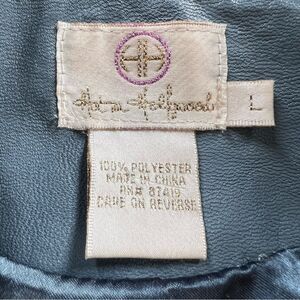 Hot in Hollywood
L
100% POLYESTER
MADE IN CHINA
RN# 87419
CARE ON REVERSE